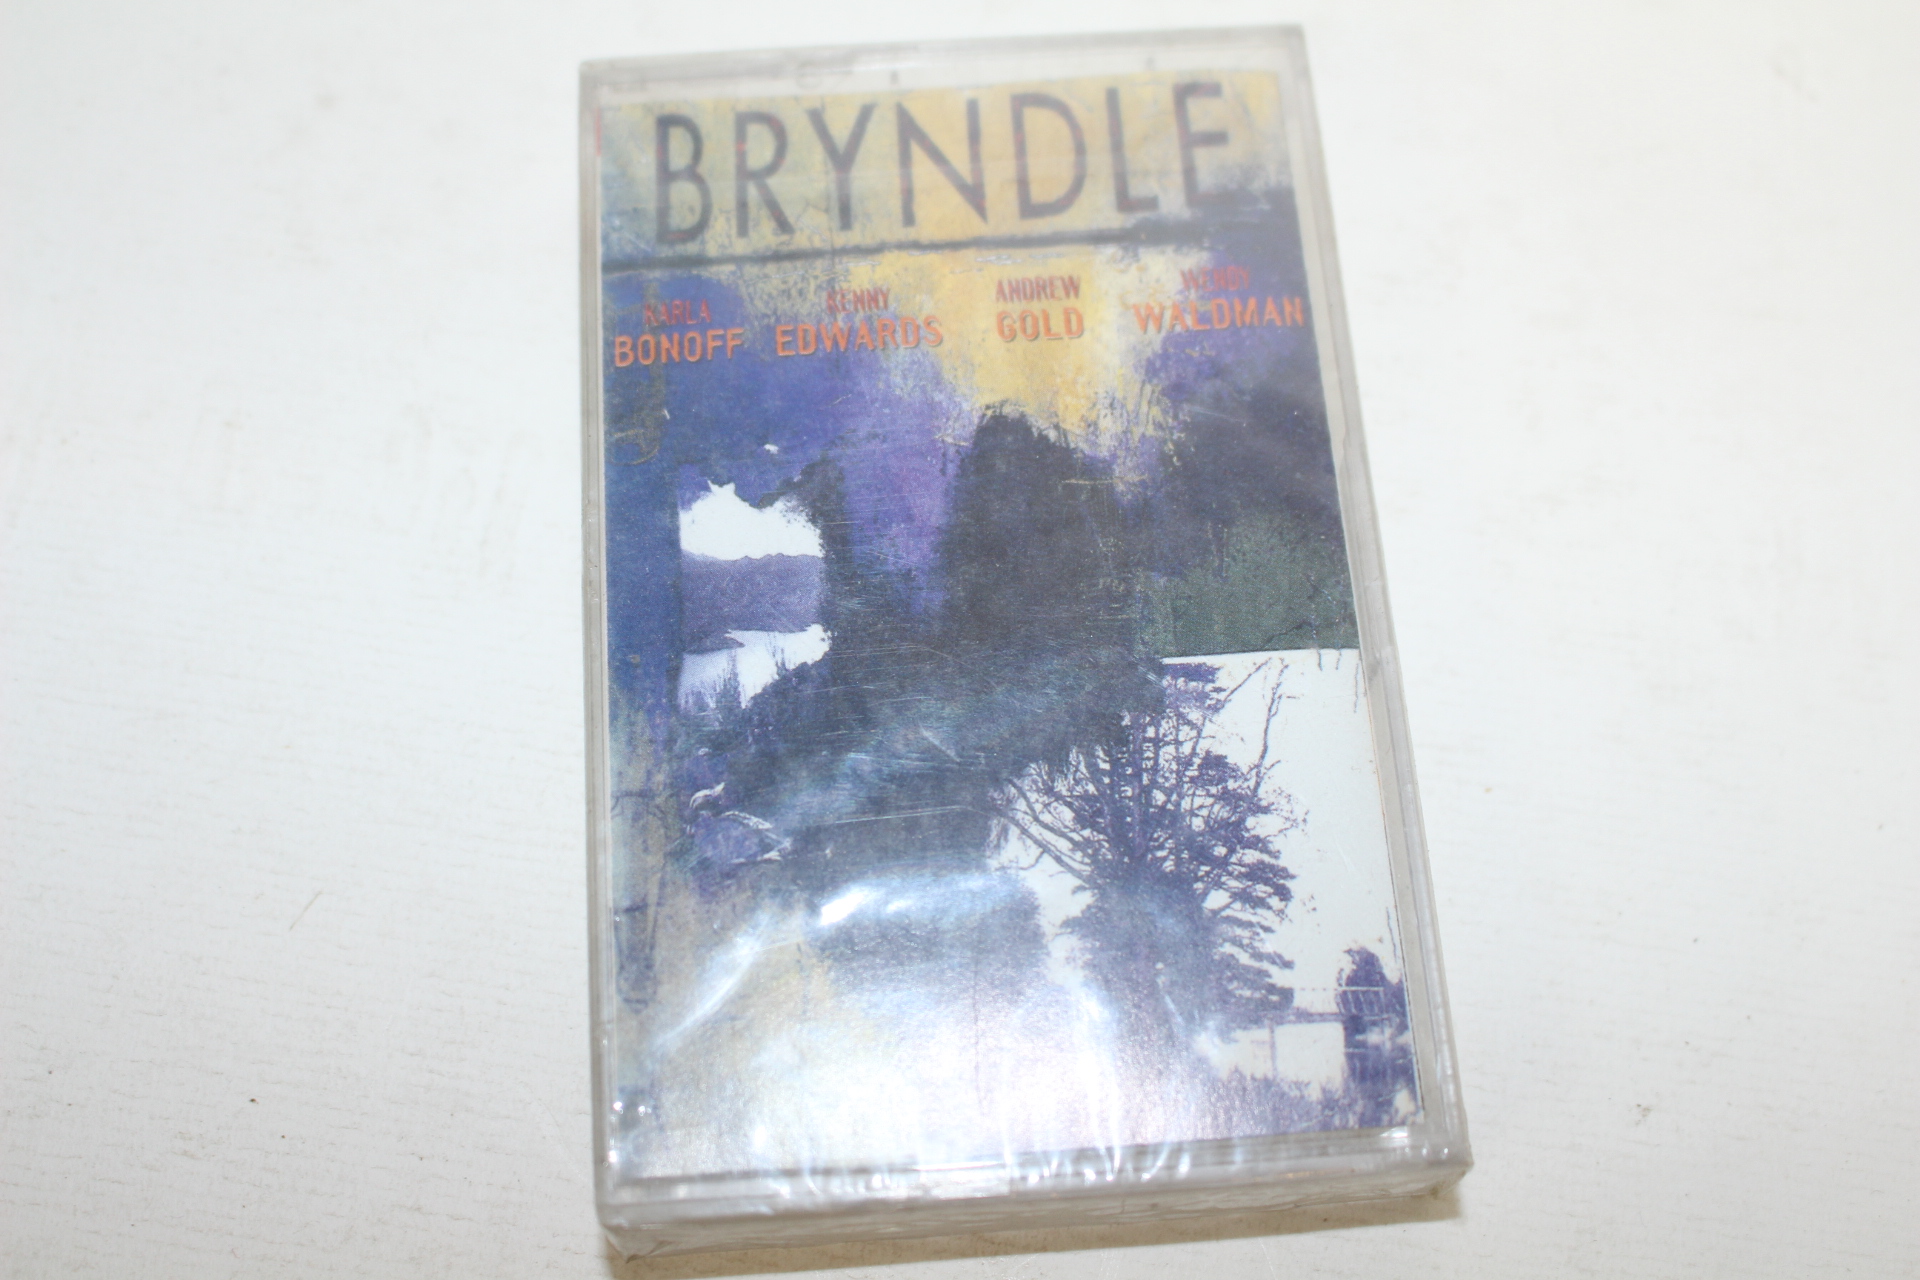 BRYNDLE
KARLA BONOFF
KENNY EDWARDS
ANDREW GOLD
WENDY WALDMAN